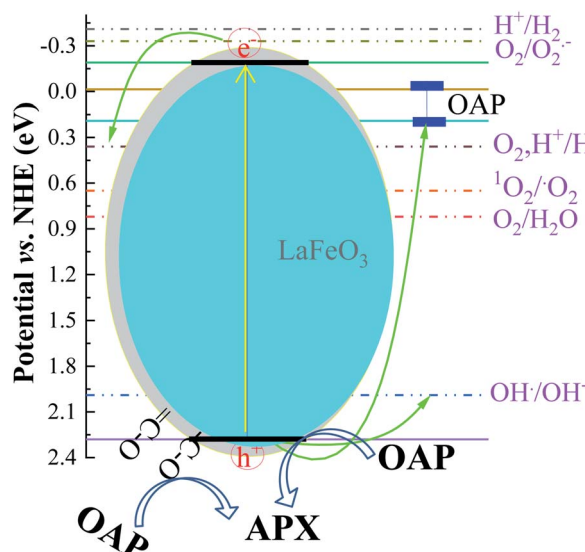 Potential vs. NHE (eV)
-0.3
0.0
0.3
0.6
0.9
1.2
1.5
1.8
2.1
2.4
H⁺/H₂
O₂/O₂·⁻
OAP
O₂,H⁺/H
¹O₂/·O₂
O₂/H₂O
OH·/OH⁻
e⁻
LaFeO₃
O-C=
O-C-
h⁺
OAP
OAP
APX